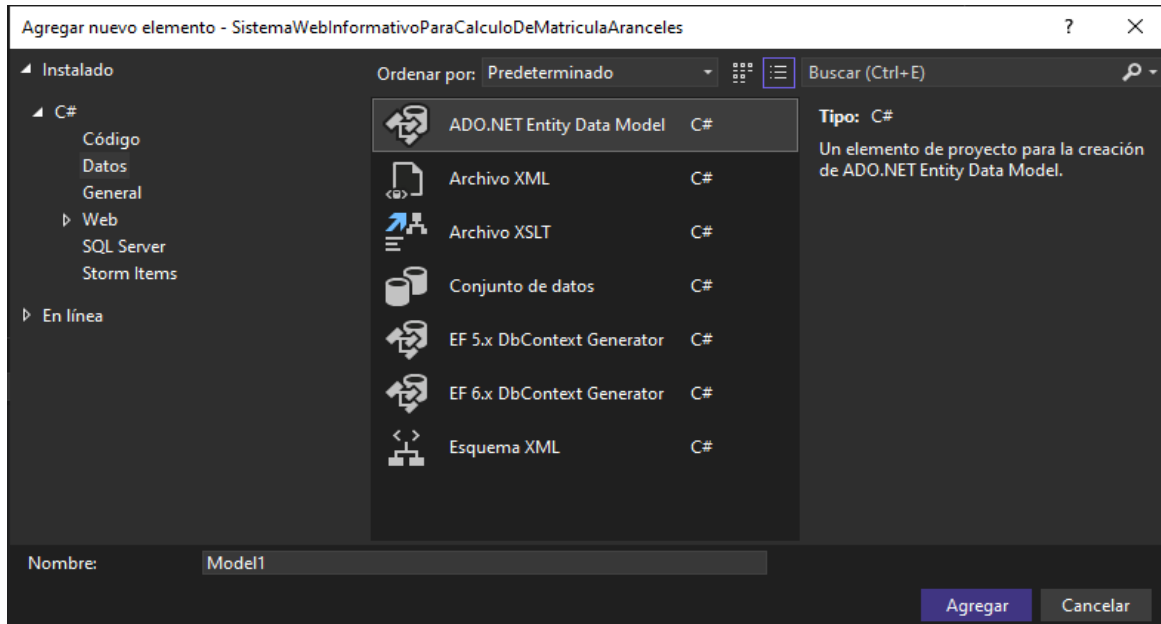 Agregar nuevo elemento - SistemaWebInformativoParaCalculoDeMatriculaAranceles
?
Instalado
C#
Código
Datos
General
Web
SQL Server
Storm Items
En línea
Ordenar por: Predeterminado
Buscar (Ctrl+E)
ADO.NET Entity Data Model C#
Archivo XML C#
Archivo XSLT C#
Conjunto de datos C#
EF 5.x DbContext Generator C#
EF 6.x DbContext Generator C#
Esquema XML C#
Tipo: C#
Un elemento de proyecto para la creación
de ADO.NET Entity Data Model.
Nombre: Model1
Agregar Cancelar